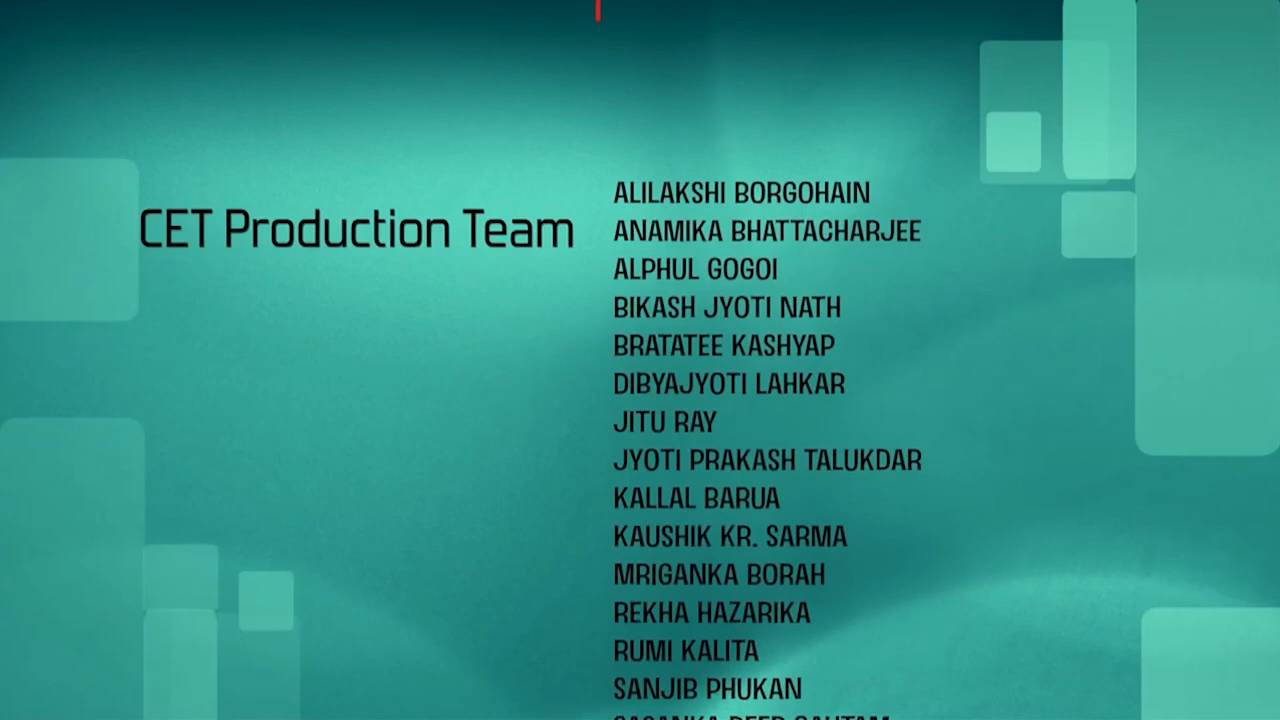 CET Production Team
ALILAKSHI BORGOHAIN
ANAMIKA BHATTACHARJEE
ALPHUL GOGOI
BIKASH JYOTI NATH
BRATATEE KASHYAP
DIBYAJYOTI LAHKAR
JITU RAY
JYOTI PRAKASH TALUKDAR
KALLAL BARUA
KAUSHIK KR. SARMA
MRIGANKA BORAH
REKHA HAZARIKA
RUMI KALITA
SANJIB PHUKAN